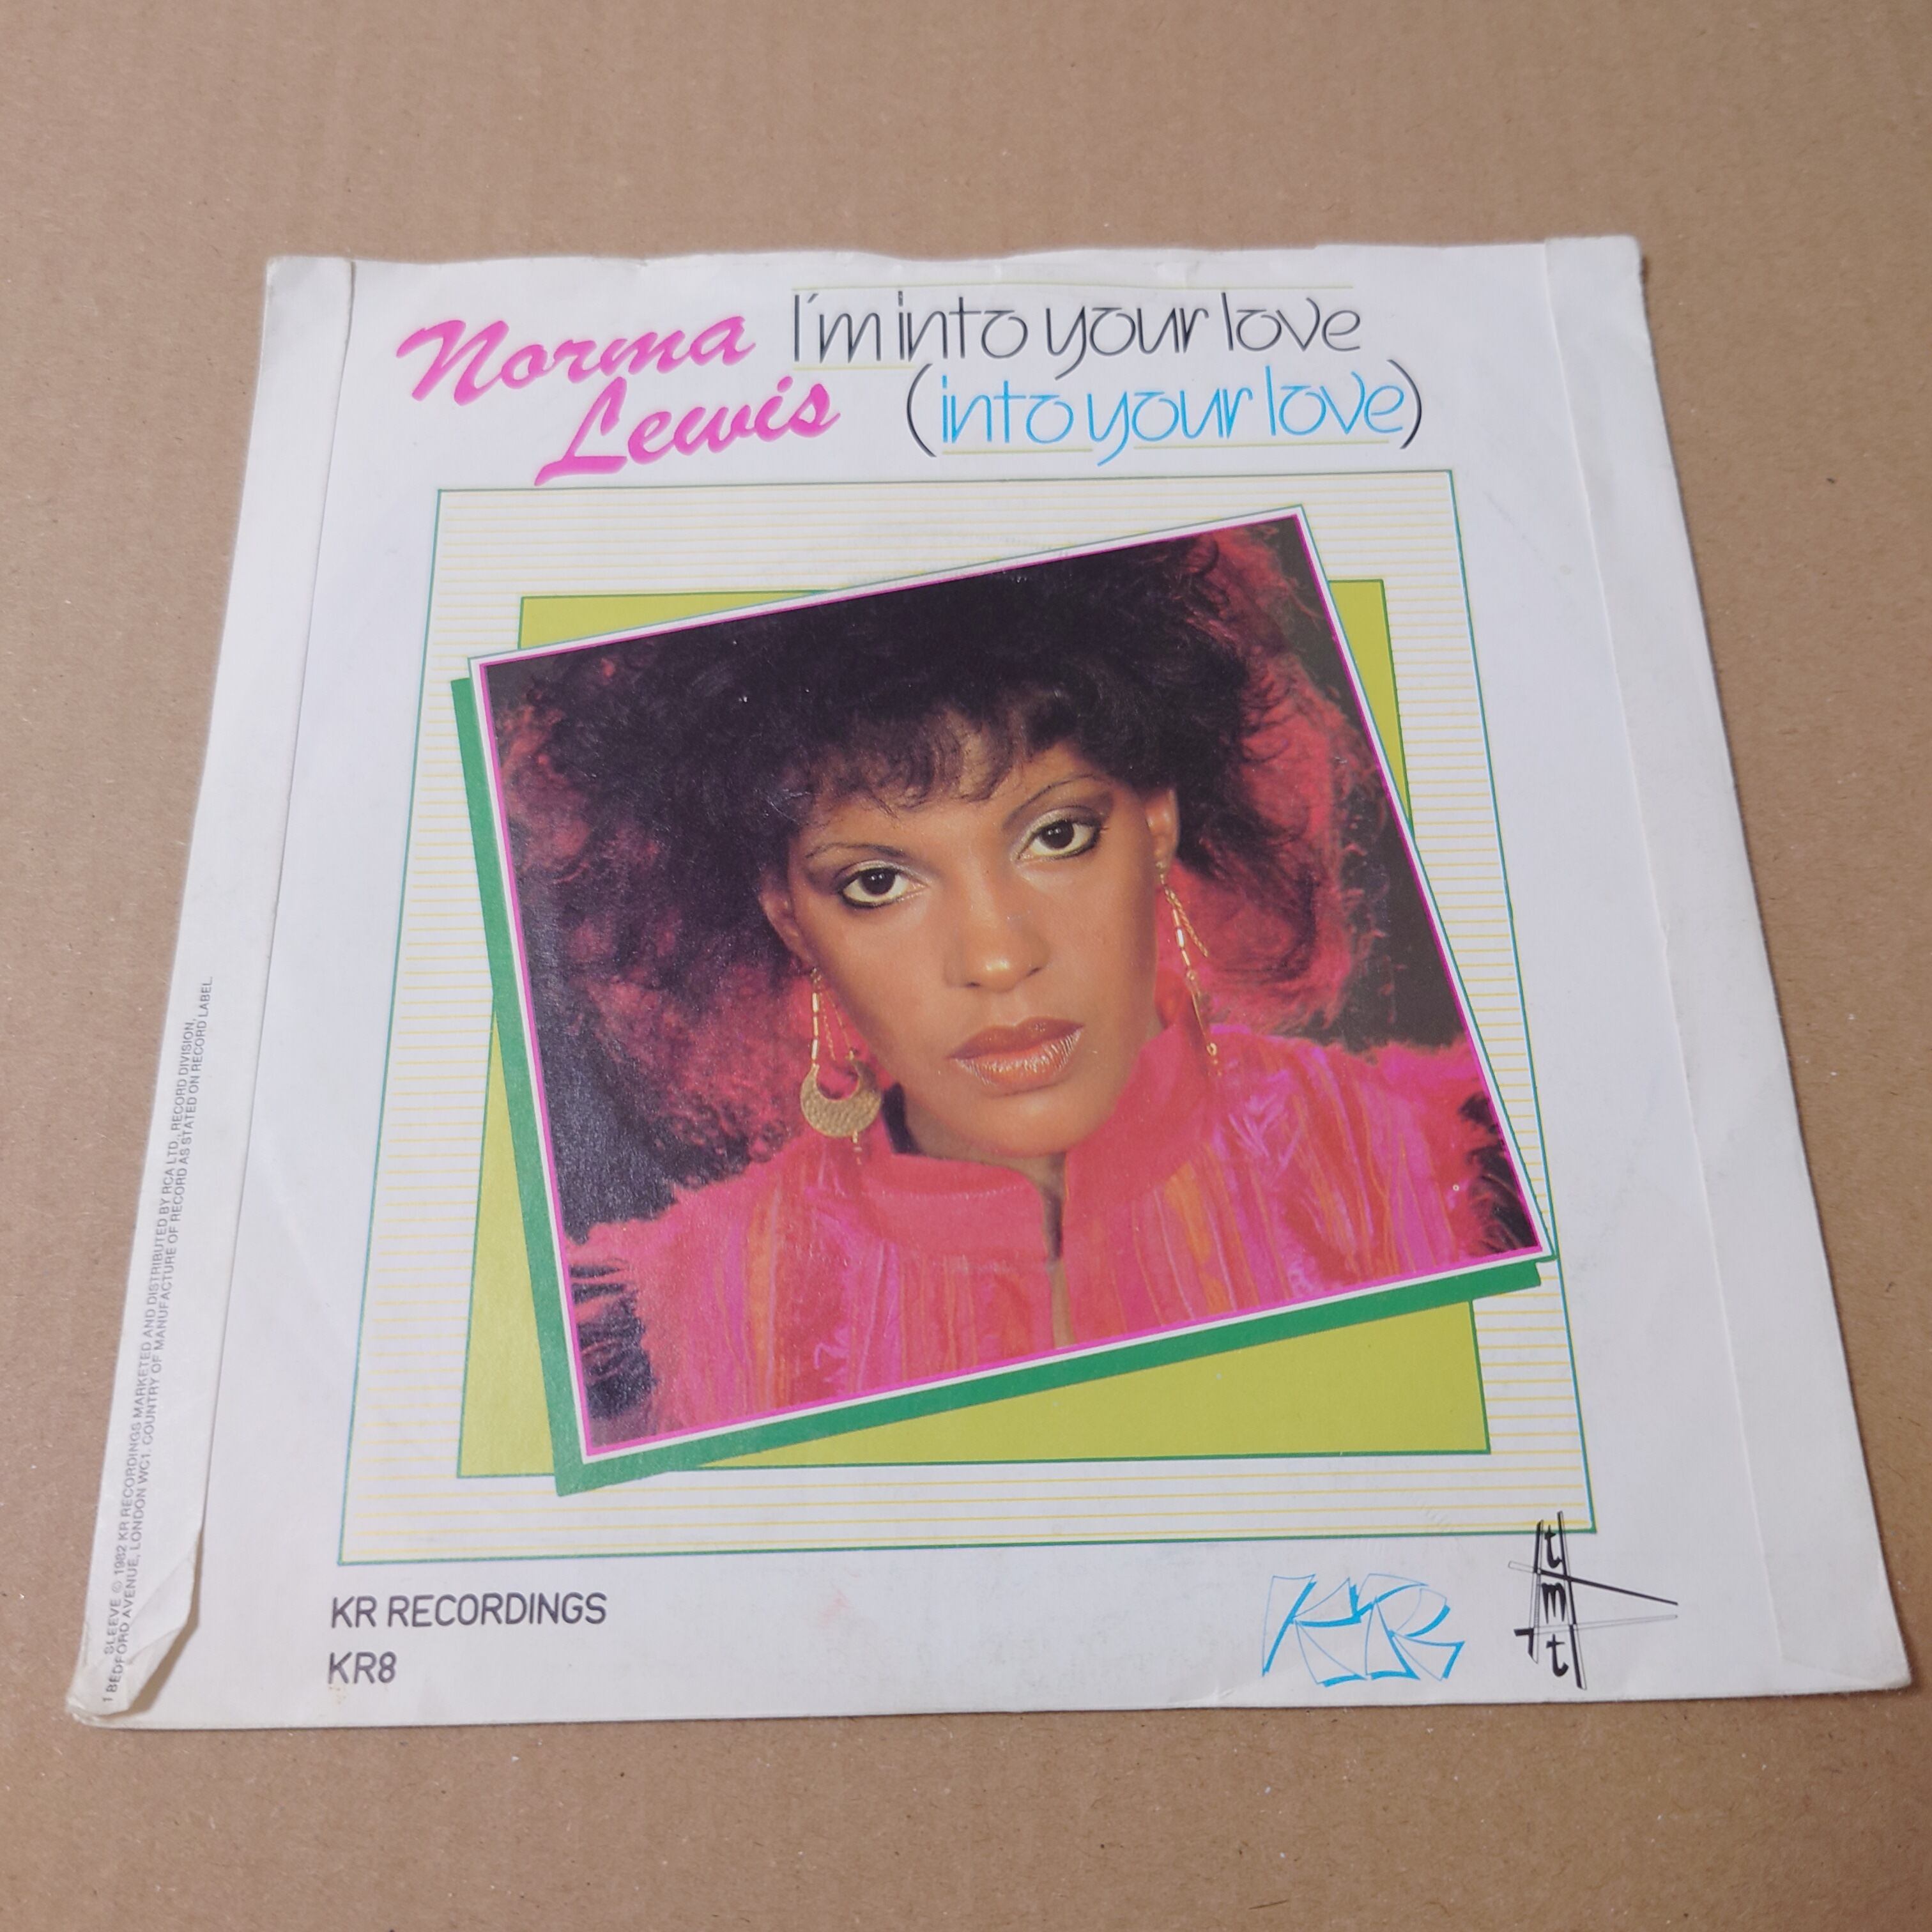 Norma
Lewis
I'm into your love
(into your love)
SLEEVE © 1982 KR RECORDINGS MARKETED AND DISTRIBUTED BY RCA LTD., RECORD DIVISION,
1 BEDFORD AVENUE, LONDON WC1. COUNTRY OF MANUFACTURE OF RECORD AS STATED ON RECORD LABEL.
KR RECORDINGS
KR8
KR
tmt